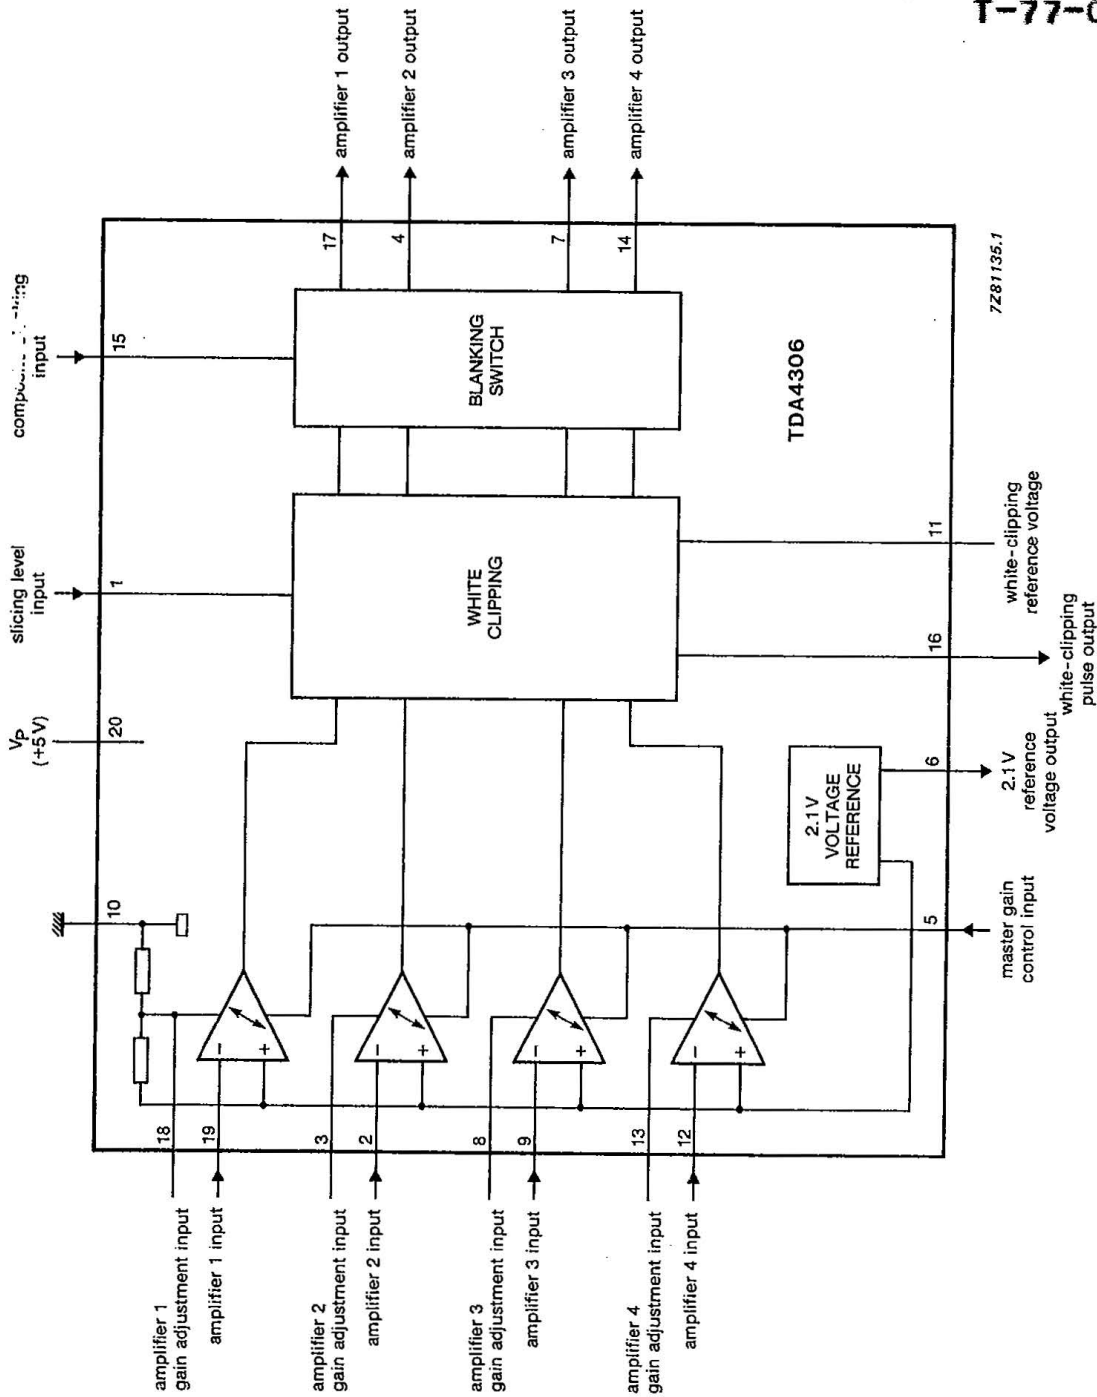 T-77-0
composite
input
15
slicing level
input
1
Vp
(+5 V)
20
10
amplifier 1
gain adjustment input
18
amplifier 1 input
19
amplifier 2
gain adjustment input
3
amplifier 2 input
2
amplifier 3
gain adjustment input
8
amplifier 3 input
9
amplifier 4
gain adjustment input
13
amplifier 4 input
12
-
+
-
+
-
+
-
+
WHITE
CLIPPING
BLANKING
SWITCH
2.1 V
VOLTAGE
REFERENCE
TDA4306
17
amplifier 1 output
4
amplifier 2 output
7
amplifier 3 output
14
amplifier 4 output
5
master gain
control input
6
2.1 V
reference
voltage output
16
white-clipping
pulse output
11
white-clipping
reference voltage
7Z81135.1